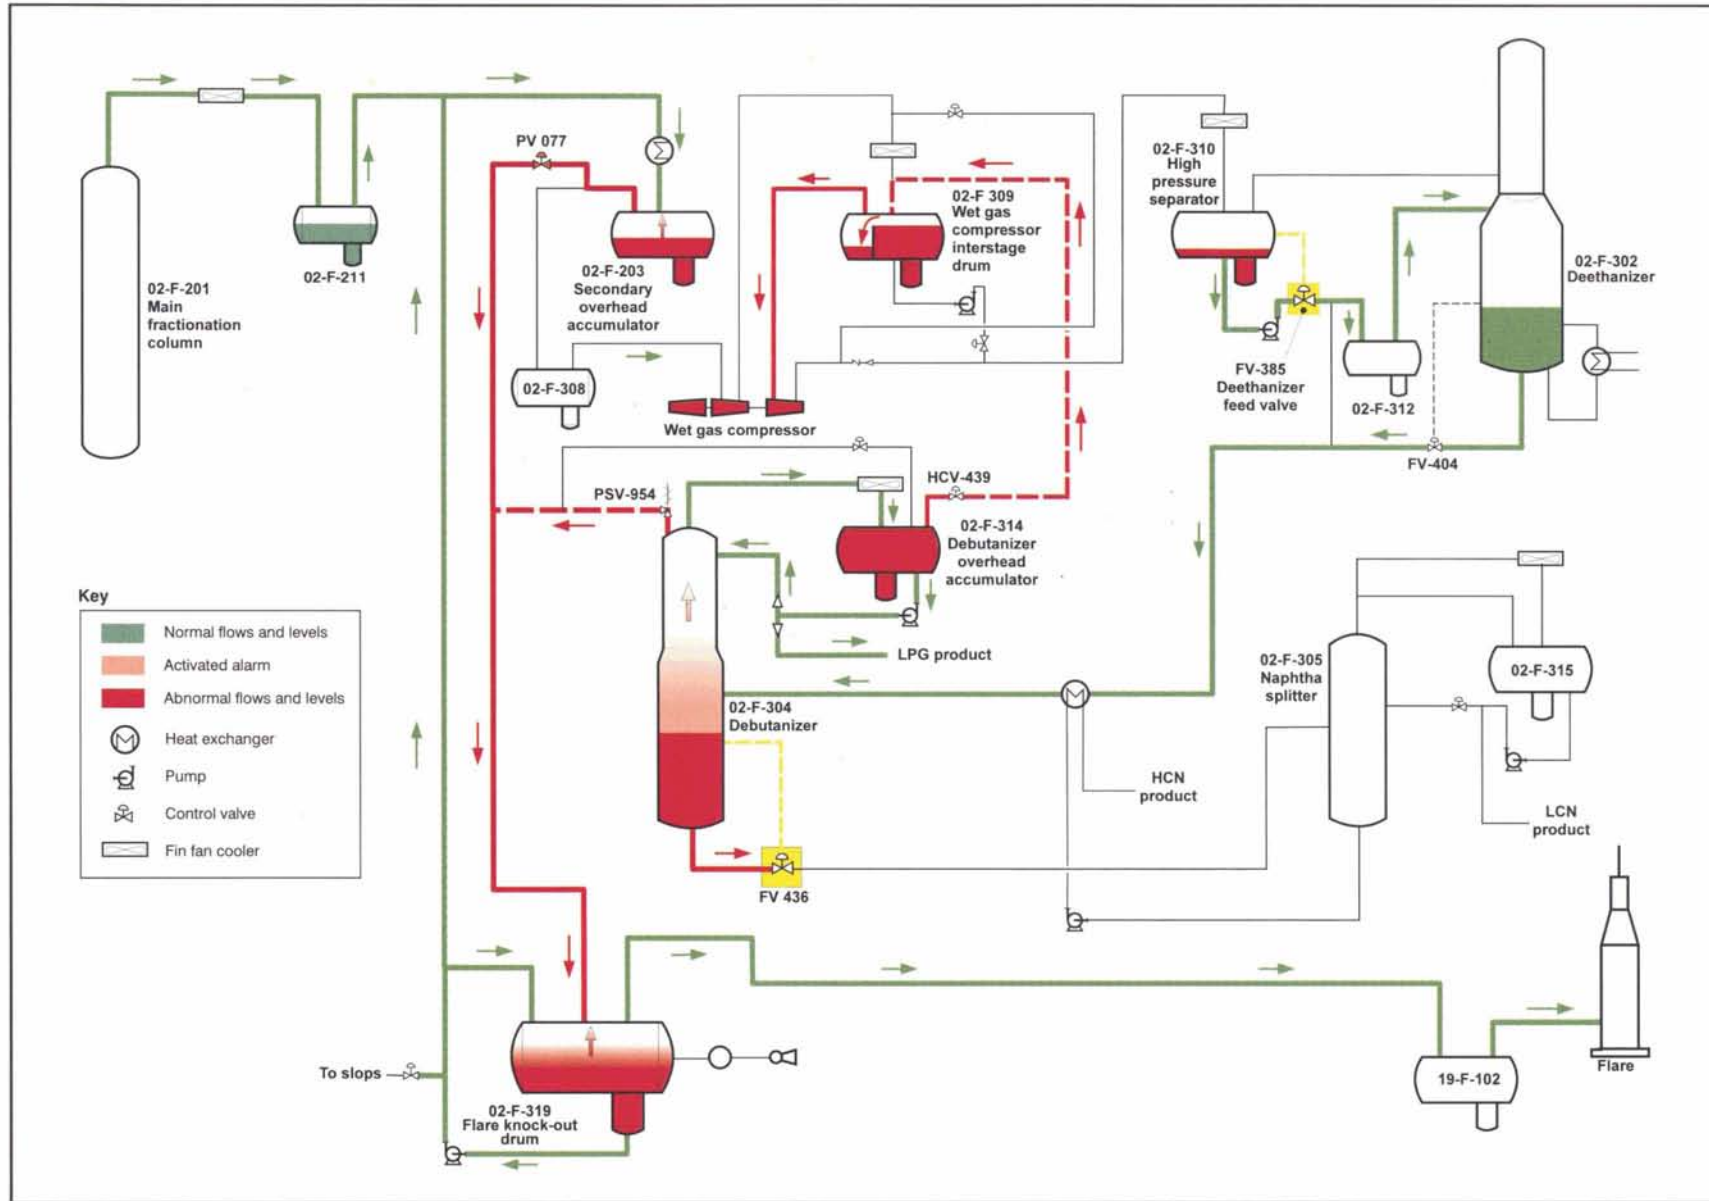 PV 077
02-F-201
Main
fractionation
column
02-F-211
02-F-203
Secondary
overhead
accumulator
02-F-308
02-F 309
Wet gas
compressor
interstage
drum
Wet gas compressor
02-F-310
High
pressure
separator
FV-385
Deethanizer
feed valve
02-F-312
02-F-302
Deethanizer
FV-404
PSV-954
HCV-439
02-F-314
Debutanizer
overhead
accumulator
LPG product
02-F-304
Debutanizer
FV 436
HCN
product
02-F-305
Naphtha
splitter
02-F-315
LCN
product
Key
Normal flows and levels
Activated alarm
Abnormal flows and levels
Heat exchanger
Pump
Control valve
Fin fan cooler
To slops
02-F-319
Flare knock-out
drum
19-F-102
Flare